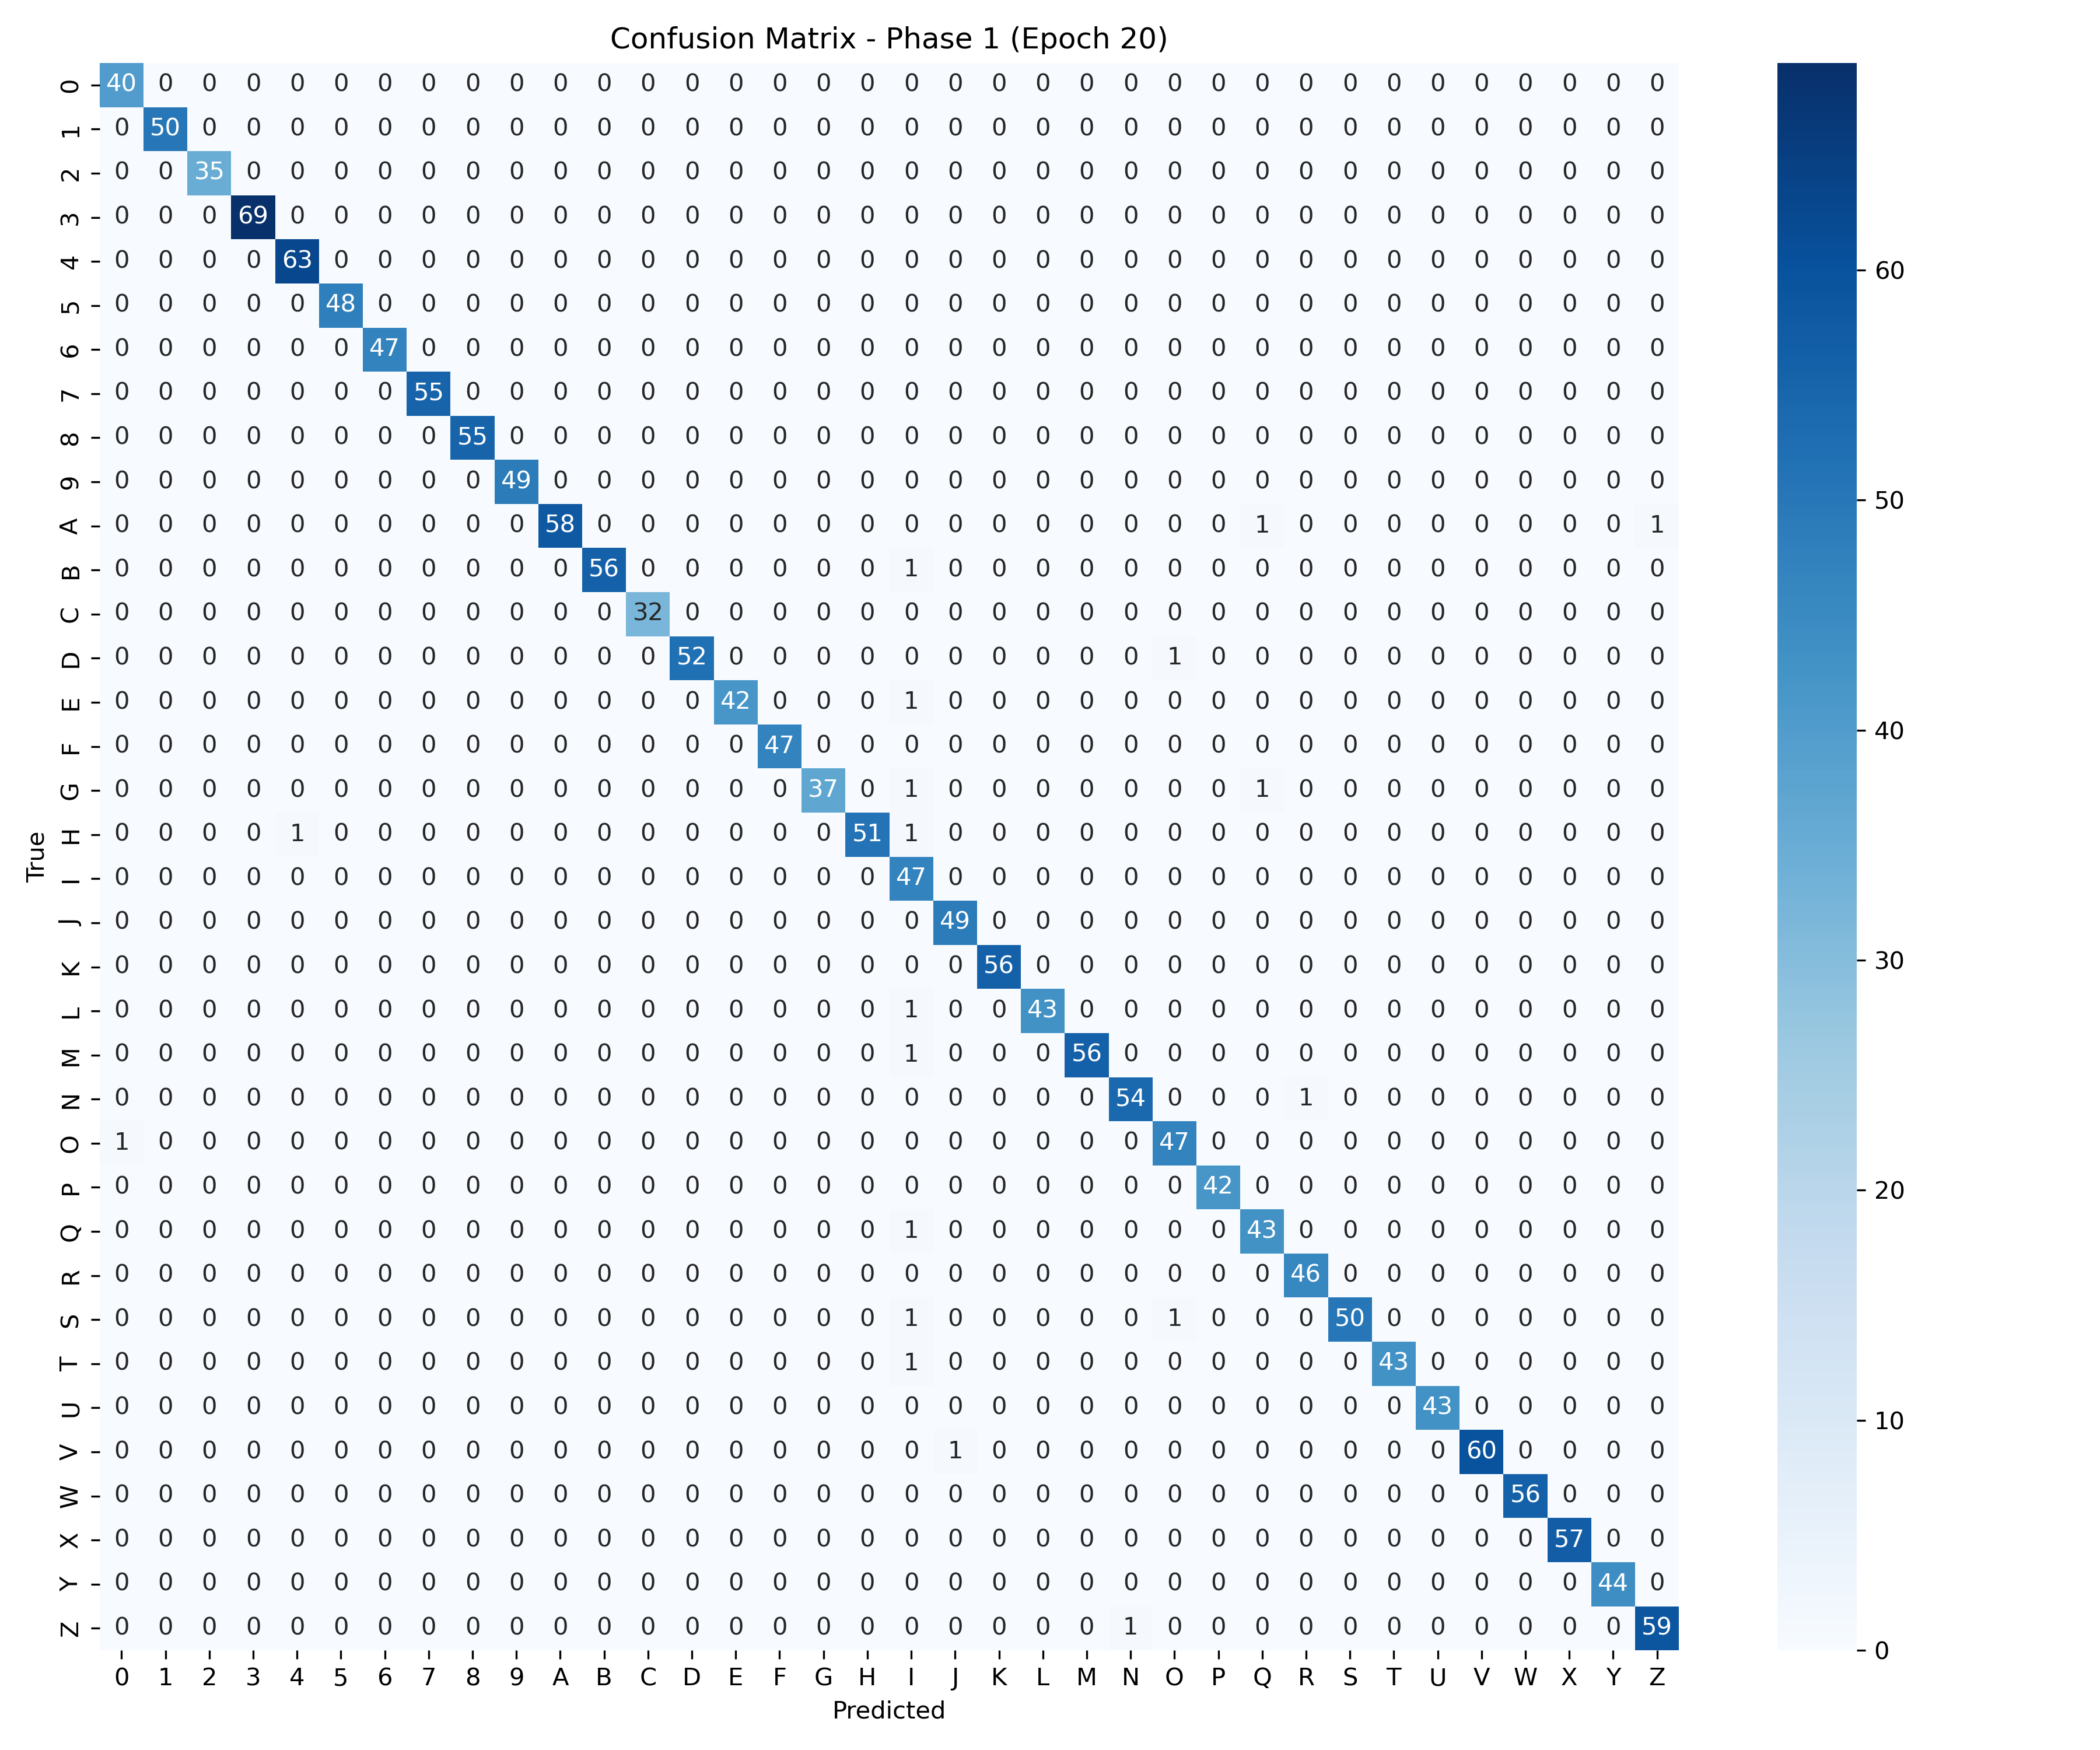 Confusion Matrix - Phase 1 (Epoch 20)
0 40 0 0 0 0 0 0 0 0 0 0 0 0 0 0 0 0 0 0 0 0 0 0 0 0 0 0 0 0 0 0 0 0 0 0 0
1 0 50 0 0 0 0 0 0 0 0 0 0 0 0 0 0 0 0 0 0 0 0 0 0 0 0 0 0 0 0 0 0 0 0 0 0
2 0 0 35 0 0 0 0 0 0 0 0 0 0 0 0 0 0 0 0 0 0 0 0 0 0 0 0 0 0 0 0 0 0 0 0 0
3 0 0 0 69 0 0 0 0 0 0 0 0 0 0 0 0 0 0 0 0 0 0 0 0 0 0 0 0 0 0 0 0 0 0 0 0
4 0 0 0 0 63 0 0 0 0 0 0 0 0 0 0 0 0 0 0 0 0 0 0 0 0 0 0 0 0 0 0 0 0 0 0 0
5 0 0 0 0 0 48 0 0 0 0 0 0 0 0 0 0 0 0 0 0 0 0 0 0 0 0 0 0 0 0 0 0 0 0 0 0
6 0 0 0 0 0 0 47 0 0 0 0 0 0 0 0 0 0 0 0 0 0 0 0 0 0 0 0 0 0 0 0 0 0 0 0 0
7 0 0 0 0 0 0 0 55 0 0 0 0 0 0 0 0 0 0 0 0 0 0 0 0 0 0 0 0 0 0 0 0 0 0 0 0
8 0 0 0 0 0 0 0 0 55 0 0 0 0 0 0 0 0 0 0 0 0 0 0 0 0 0 0 0 0 0 0 0 0 0 0 0
9 0 0 0 0 0 0 0 0 0 49 0 0 0 0 0 0 0 0 0 0 0 0 0 0 0 0 0 0 0 0 0 0 0 0 0 0
A 0 0 0 0 0 0 0 0 0 0 58 0 0 0 0 0 0 0 0 0 0 0 0 0 0 0 1 0 0 0 0 0 0 0 0 1
B 0 0 0 0 0 0 0 0 0 0 0 56 0 0 0 0 0 0 1 0 0 0 0 0 0 0 0 0 0 0 0 0 0 0 0 0
C 0 0 0 0 0 0 0 0 0 0 0 0 32 0 0 0 0 0 0 0 0 0 0 0 0 0 0 0 0 0 0 0 0 0 0 0
D 0 0 0 0 0 0 0 0 0 0 0 0 0 52 0 0 0 0 0 0 0 0 0 0 1 0 0 0 0 0 0 0 0 0 0 0
E 0 0 0 0 0 0 0 0 0 0 0 0 0 0 42 0 0 0 1 0 0 0 0 0 0 0 0 0 0 0 0 0 0 0 0 0
F 0 0 0 0 0 0 0 0 0 0 0 0 0 0 0 47 0 0 0 0 0 0 0 0 0 0 0 0 0 0 0 0 0 0 0 0
G 0 0 0 0 0 0 0 0 0 0 0 0 0 0 0 0 37 0 1 0 0 0 0 0 0 0 1 0 0 0 0 0 0 0 0 0
H 0 0 0 0 1 0 0 0 0 0 0 0 0 0 0 0 0 51 1 0 0 0 0 0 0 0 0 0 0 0 0 0 0 0 0 0
I 0 0 0 0 0 0 0 0 0 0 0 0 0 0 0 0 0 0 47 0 0 0 0 0 0 0 0 0 0 0 0 0 0 0 0 0
J 0 0 0 0 0 0 0 0 0 0 0 0 0 0 0 0 0 0 0 49 0 0 0 0 0 0 0 0 0 0 0 0 0 0 0 0
K 0 0 0 0 0 0 0 0 0 0 0 0 0 0 0 0 0 0 0 0 56 0 0 0 0 0 0 0 0 0 0 0 0 0 0 0
L 0 0 0 0 0 0 0 0 0 0 0 0 0 0 0 0 0 0 1 0 0 43 0 0 0 0 0 0 0 0 0 0 0 0 0 0
M 0 0 0 0 0 0 0 0 0 0 0 0 0 0 0 0 0 0 1 0 0 0 56 0 0 0 0 0 0 0 0 0 0 0 0 0
N 0 0 0 0 0 0 0 0 0 0 0 0 0 0 0 0 0 0 0 0 0 0 0 54 0 0 0 1 0 0 0 0 0 0 0 0
O 1 0 0 0 0 0 0 0 0 0 0 0 0 0 0 0 0 0 0 0 0 0 0 0 47 0 0 0 0 0 0 0 0 0 0 0
P 0 0 0 0 0 0 0 0 0 0 0 0 0 0 0 0 0 0 0 0 0 0 0 0 0 42 0 0 0 0 0 0 0 0 0 0
Q 0 0 0 0 0 0 0 0 0 0 0 0 0 0 0 0 0 0 1 0 0 0 0 0 0 0 43 0 0 0 0 0 0 0 0 0
R 0 0 0 0 0 0 0 0 0 0 0 0 0 0 0 0 0 0 0 0 0 0 0 0 0 0 0 46 0 0 0 0 0 0 0 0
S 0 0 0 0 0 0 0 0 0 0 0 0 0 0 0 0 0 0 1 0 0 0 0 0 1 0 0 0 50 0 0 0 0 0 0 0
T 0 0 0 0 0 0 0 0 0 0 0 0 0 0 0 0 0 0 1 0 0 0 0 0 0 0 0 0 0 43 0 0 0 0 0 0
U 0 0 0 0 0 0 0 0 0 0 0 0 0 0 0 0 0 0 0 0 0 0 0 0 0 0 0 0 0 0 43 0 0 0 0 0
V 0 0 0 0 0 0 0 0 0 0 0 0 0 0 0 0 0 0 0 1 0 0 0 0 0 0 0 0 0 0 0 60 0 0 0 0
W 0 0 0 0 0 0 0 0 0 0 0 0 0 0 0 0 0 0 0 0 0 0 0 0 0 0 0 0 0 0 0 0 56 0 0 0
X 0 0 0 0 0 0 0 0 0 0 0 0 0 0 0 0 0 0 0 0 0 0 0 0 0 0 0 0 0 0 0 0 0 57 0 0
Y 0 0 0 0 0 0 0 0 0 0 0 0 0 0 0 0 0 0 0 0 0 0 0 0 0 0 0 0 0 0 0 0 0 0 44 0
Z 0 0 0 0 0 0 0 0 0 0 0 0 0 0 0 0 0 0 0 0 0 0 0 1 0 0 0 0 0 0 0 0 0 0 0 59
0 1 2 3 4 5 6 7 8 9 A B C D E F G H I J K L M N O P Q R S T U V W X Y Z
Predicted
True
60
50
40
30
20
10
0